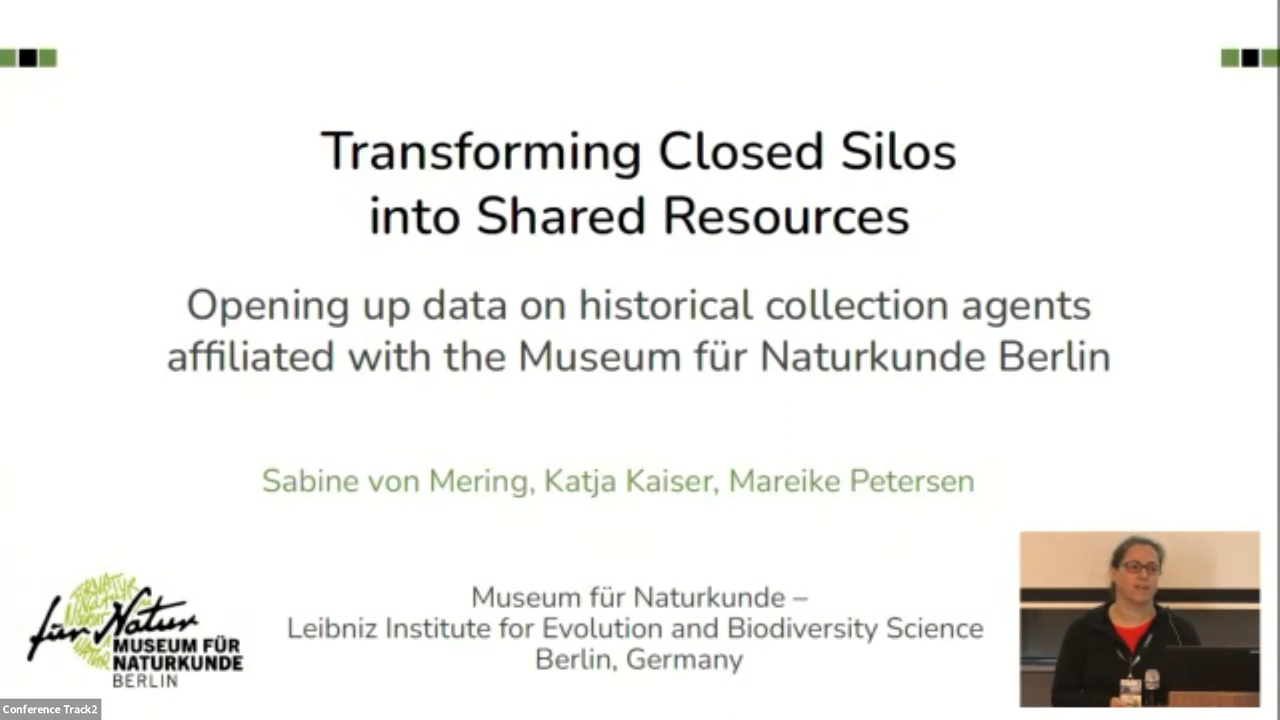 Transforming Closed Silos
into Shared Resources
Opening up data on historical collection agents
affiliated with the Museum für Naturkunde Berlin
Sabine von Mering, Katja Kaiser, Mareike Petersen
für Natur
MUSEUM FÜR
NATURKUNDE
BERLIN
Museum für Naturkunde –
Leibniz Institute for Evolution and Biodiversity Science
Berlin, Germany
Conference Track2